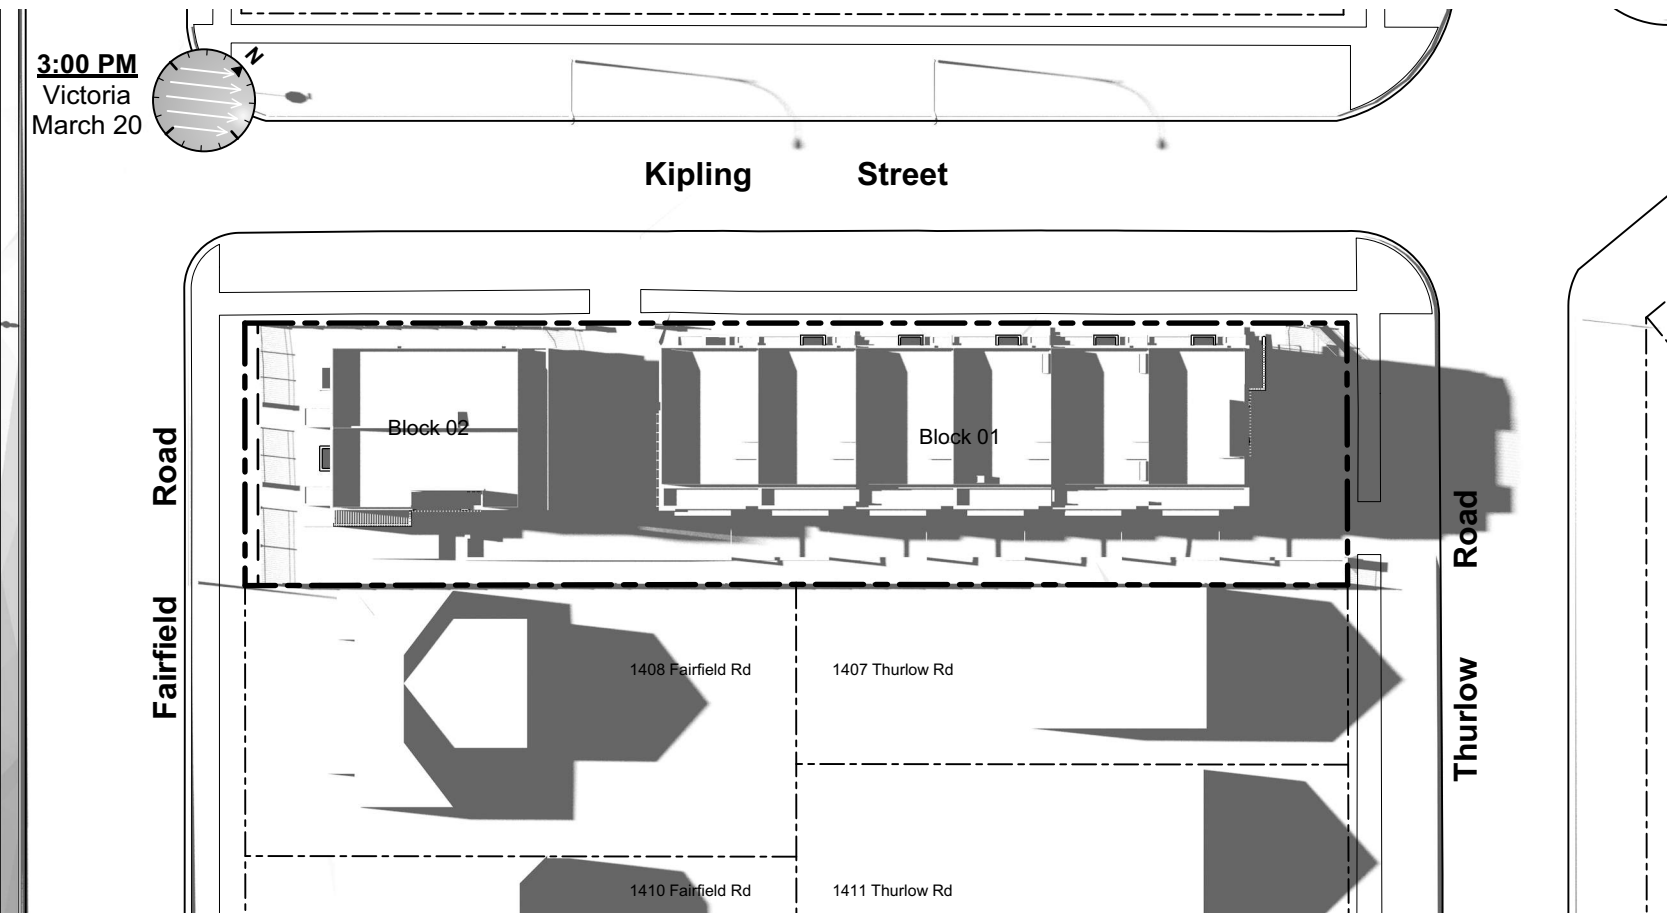 N
3:00 PM
Victoria
March 20
Kipling Street
Block 02
Block 01
Fairfield Road
Thurlow Road
1408 Fairfield Rd
1407 Thurlow Rd
1410 Fairfield Rd
1411 Thurlow Rd